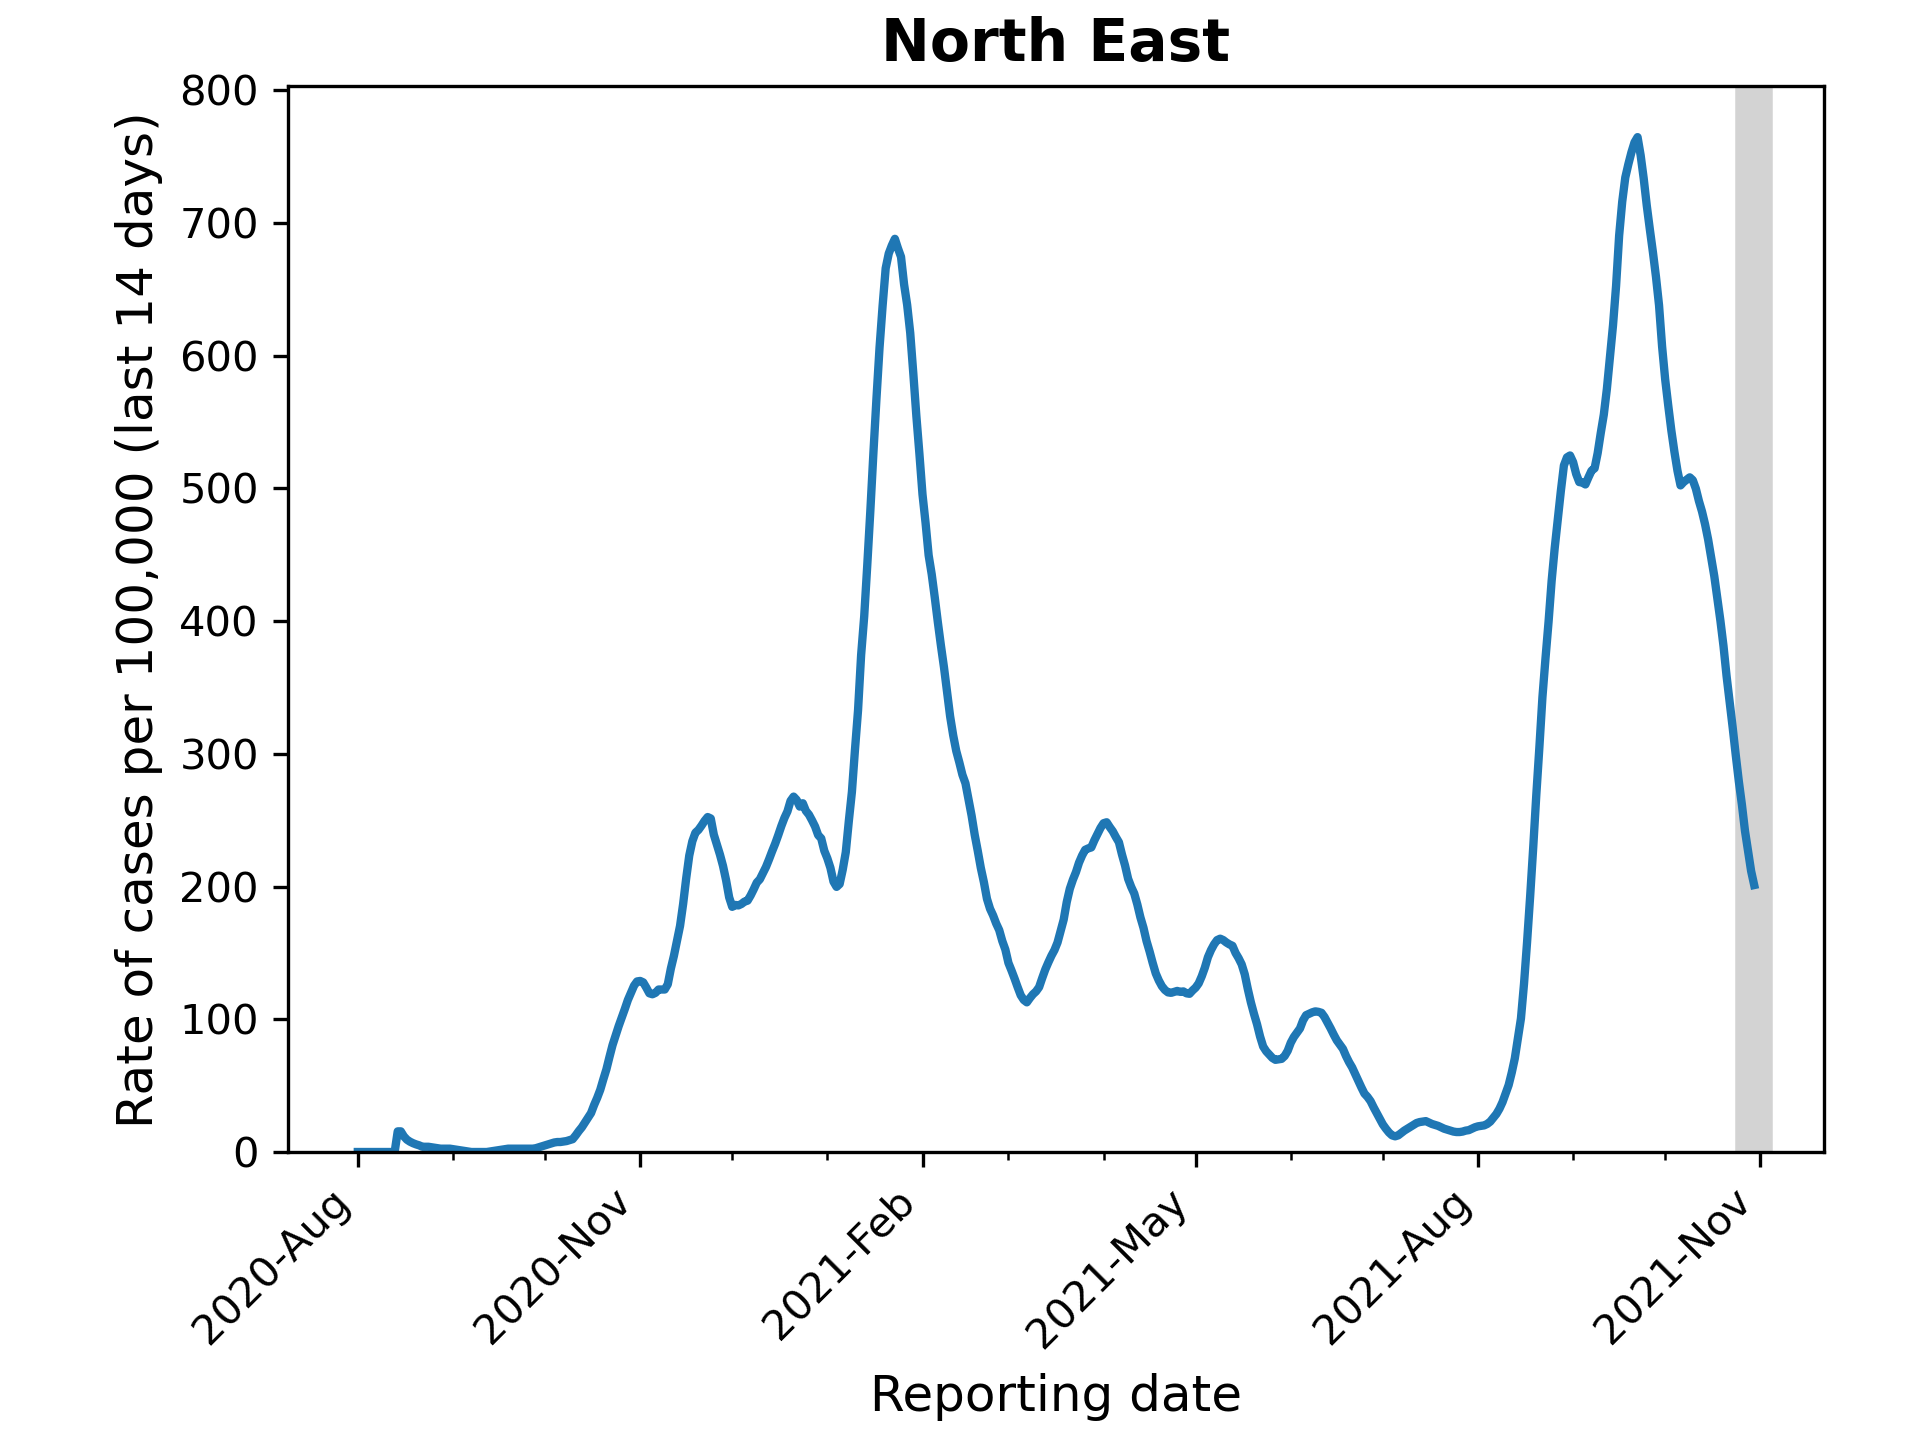 North East
Rate of cases per 100,000 (last 14 days)
800
700
600
500
400
300
200
100
0
2020-Aug
2020-Nov
2021-Feb
2021-May
2021-Aug
2021-Nov
Reporting date